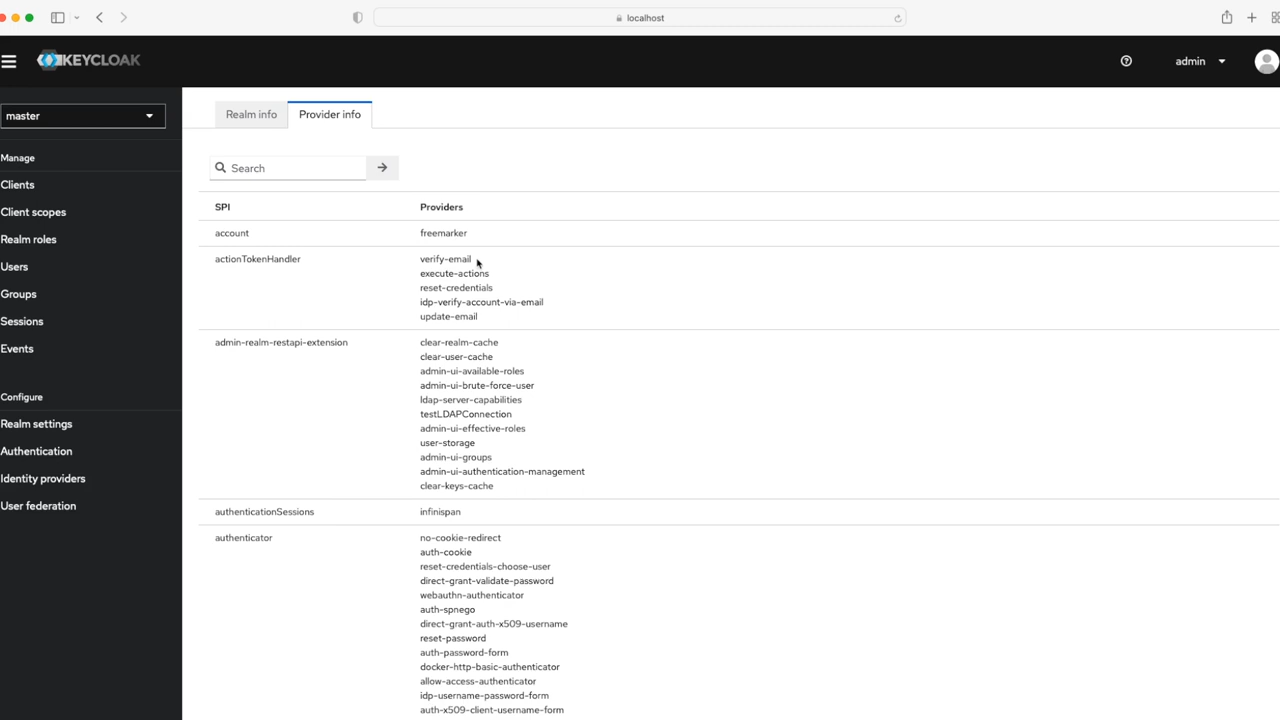 localhost
KEYCLOAK
admin
master
Manage
Clients
Client scopes
Realm roles
Users
Groups
Sessions
Events
Configure
Realm settings
Authentication
Identity providers
User federation
Realm info
Provider info
Search
SPI Providers
account freemarker
actionTokenHandler verify-email
execute-actions
reset-credentials
idp-verify-account-via-email
update-email
admin-realm-restapi-extension clear-realm-cache
clear-user-cache
admin-ui-available-roles
admin-ui-brute-force-user
ldap-server-capabilities
testLDAPConnection
admin-ui-effective-roles
user-storage
admin-ui-groups
admin-ui-authentication-management
clear-keys-cache
authenticationSessions infinispan
authenticator no-cookie-redirect
auth-cookie
reset-credentials-choose-user
direct-grant-validate-password
webauthn-authenticator
auth-spnego
direct-grant-auth-x509-username
reset-password
auth-password-form
docker-http-basic-authenticator
allow-access-authenticator
idp-username-password-form
auth-x509-client-username-form